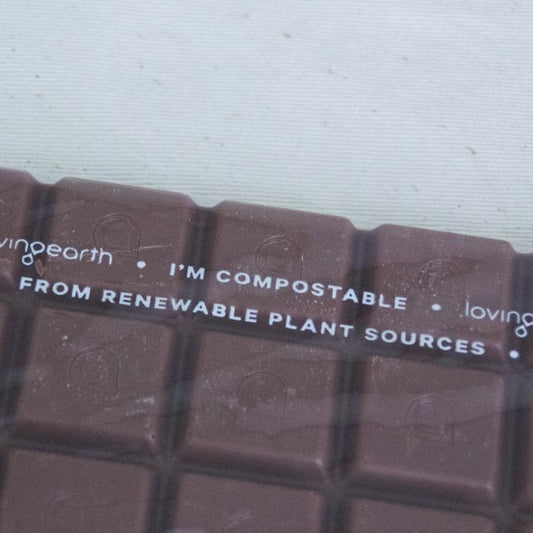 vingearth • I'M COMPOSTABLE • loving
FROM RENEWABLE PLANT SOURCES •